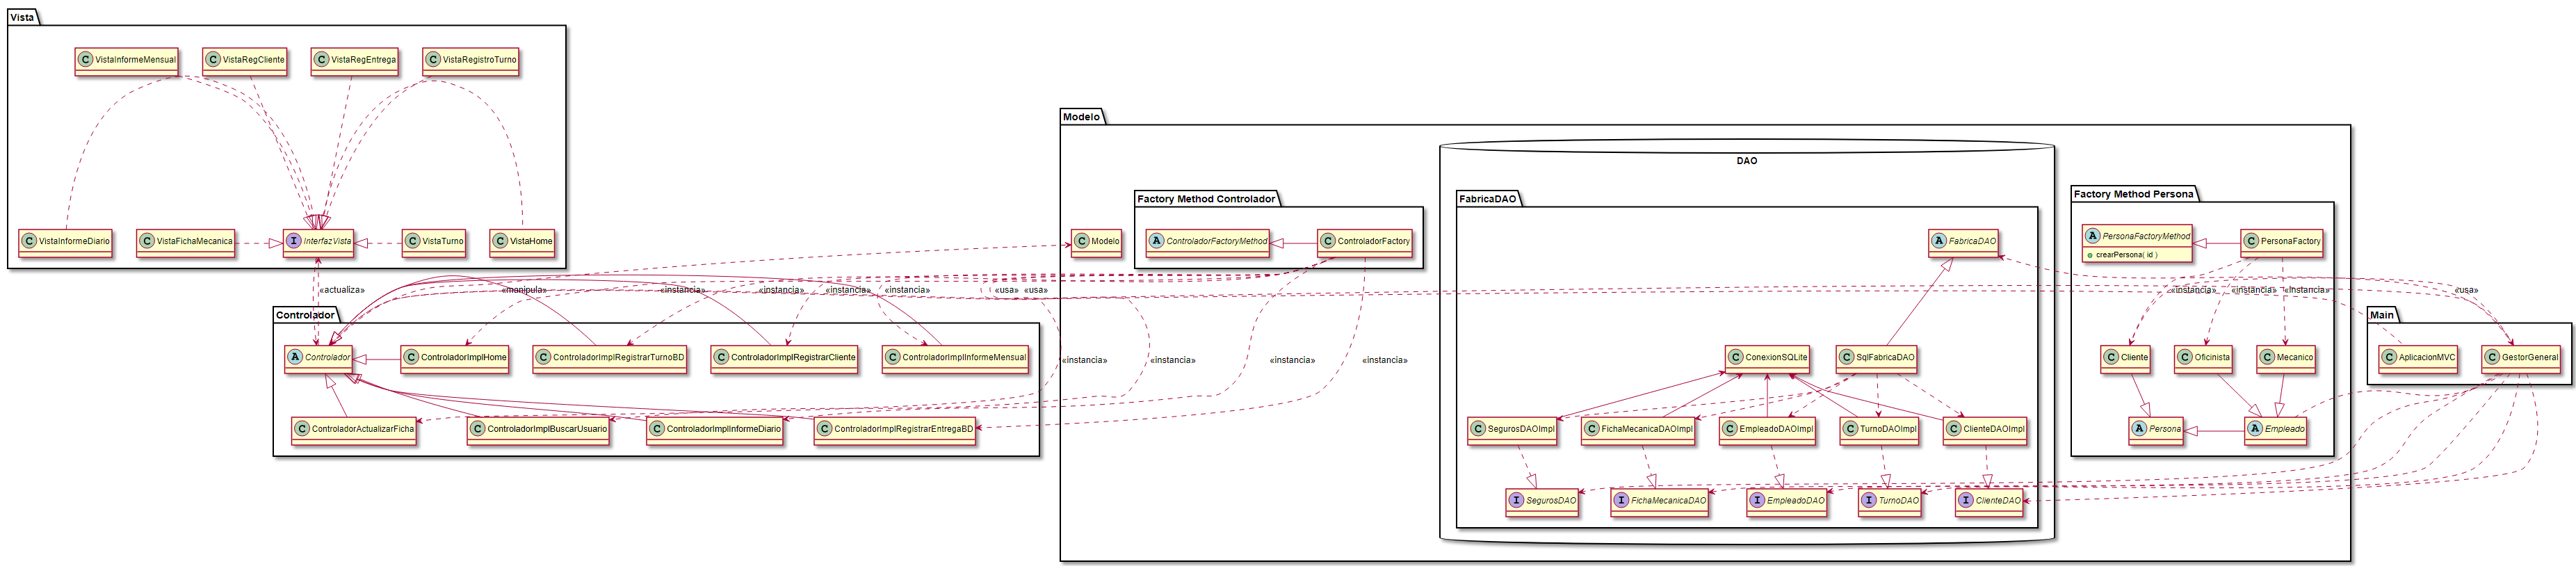 Vista
C VistaInformeMensual
C VistaRegCliente
C VistaRegEntrega
C VistaRegistroTurno
C VistaInformeDiario
C VistaFichaMecanica
I InterfazVista
C VistaTurno
C VistaHome
Modelo
C Modelo
Factory Method Controlador
A ControladorFactoryMethod
C ControladorFactory
DAO
FabricaDAO
A FabricaDAO
C ConexionSQLite
C SqlFabricaDAO
C SegurosDAOImpl
C FichaMecanicaDAOImpl
C EmpleadoDAOImpl
C TurnoDAOImpl
C ClienteDAOImpl
I SegurosDAO
I FichaMecanicaDAO
I EmpleadoDAO
I TurnoDAO
I ClienteDAO
Factory Method Persona
A PersonaFactoryMethod
crearPersona( id )
C PersonaFactory
«instancia»
«instancia»
«instancia»
C Cliente
C Oficinista
C Mecanico
A Persona
A Empleado
«usa»
Main
C AplicacionMVC
C GestorGeneral
«actualiza»
«manipula»
«instancia»
«instancia»
«instancia»
«instancia»
«usa»
«usa»
Controlador
A Controlador
C ControladorImplHome
C ControladorImplRegistrarTurnoBD
C ControladorImplRegistrarCliente
C ControladorImplInformeMensual
«instancia»
«instancia»
«instancia»
«instancia»
C ControladorActualizarFicha
C ControladorImplBuscarUsuario
C ControladorImplInformeDiario
C ControladorImplRegistrarEntregaBD